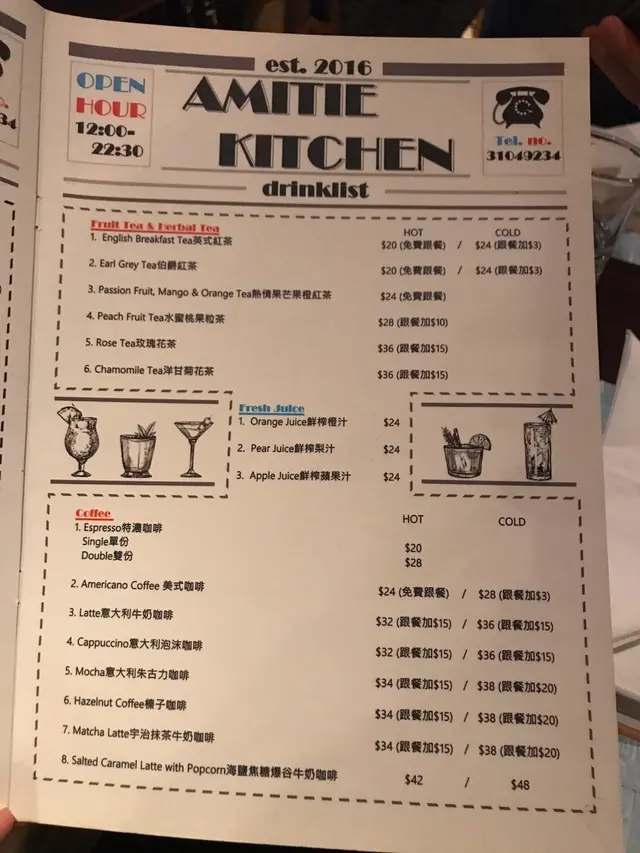 est. 2016
OPEN
HOUR
12:00-
22:30
AMITIE
KITCHEN
drinklist
Tel. no.
31049234
Fruit Tea & Herbal Tea
HOT COLD
1. English Breakfast Tea英式紅茶 $20 (免費跟餐) / $24 (跟餐加$3)
2. Earl Grey Tea伯爵紅茶 $20 (免費跟餐) / $24 (跟餐加$3)
3. Passion Fruit, Mango & Orange Tea熱情果芒果橙紅茶 $24 (免費跟餐)
4. Peach Fruit Tea水蜜桃果粒茶 $28 (跟餐加$10)
5. Rose Tea玫瑰花茶 $36 (跟餐加$15)
6. Chamomile Tea洋甘菊花茶 $36 (跟餐加$15)
Fresh Juice
1. Orange Juice鮮榨橙汁 $24
2. Pear Juice鮮榨梨汁 $24
3. Apple Juice鮮榨蘋果汁 $24
Coffee
HOT COLD
1. Espresso特濃咖啡
Single單份 $20
Double雙份 $28
2. Americano Coffee 美式咖啡 $24 (免費跟餐) / $28 (跟餐加$3)
3. Latte意大利牛奶咖啡 $32 (跟餐加$15) / $36 (跟餐加$15)
4. Cappuccino意大利泡沫咖啡 $32 (跟餐加$15) / $36 (跟餐加$15)
5. Mocha意大利朱古力咖啡 $34 (跟餐加$15) / $38 (跟餐加$20)
6. Hazelnut Coffee榛子咖啡 $34 (跟餐加$15) / $38 (跟餐加$20)
7. Matcha Latte宇治抹茶牛奶咖啡 $34 (跟餐加$15) / $38 (跟餐加$20)
8. Salted Caramel Latte with Popcorn海鹽焦糖爆谷牛奶咖啡 $42 / $48